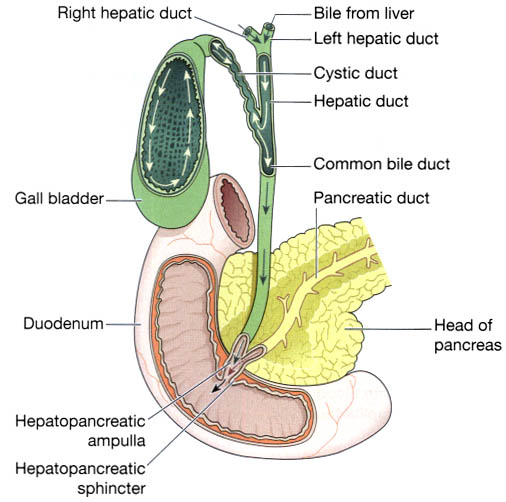 Right hepatic duct
Bile from liver
Left hepatic duct
Cystic duct
Hepatic duct
Common bile duct
Gall bladder
Pancreatic duct
Duodenum
Head of
pancreas
Hepatopancreatic
ampulla
Hepatopancreatic
sphincter